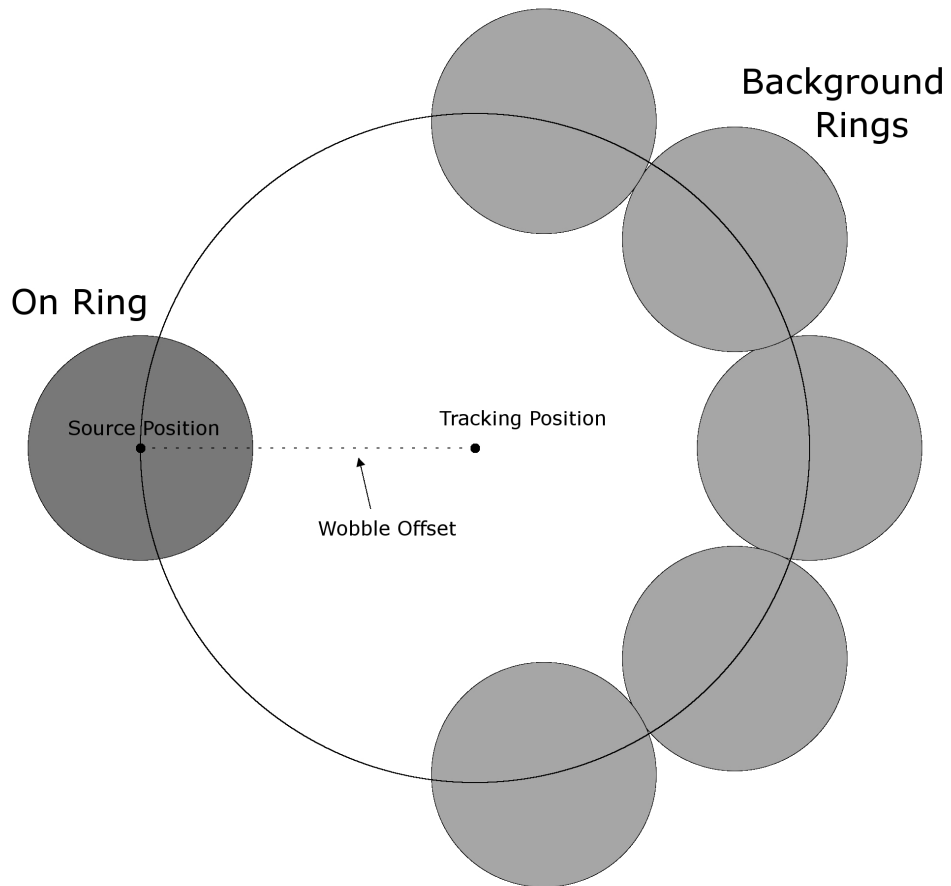 Background
Rings
On Ring
Source Position
Tracking Position
Wobble Offset